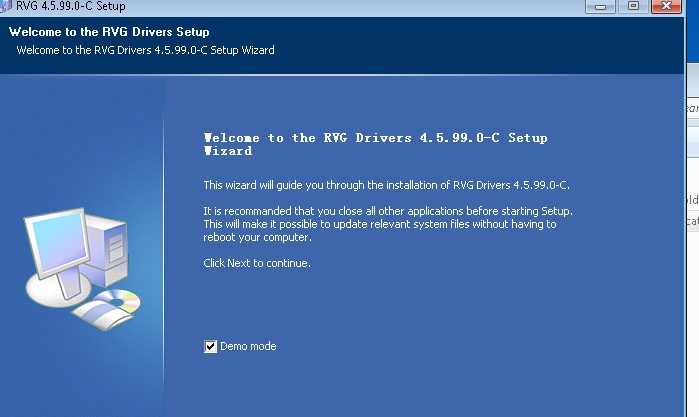 RVG 4.5.99.0-C Setup
Welcome to the RVG Drivers Setup
Welcome to the RVG Drivers 4.5.99.0-C Setup Wizard
Welcome to the RVG Drivers 4.5.99.0-C Setup
Wizard
This wizard will guide you through the installation of RVG Drivers 4.5.99.0-C.
It is recommanded that you close all other applications before starting Setup.
This will make it possible to update relevant system files without having to
reboot your computer.
Click Next to continue.
Demo mode